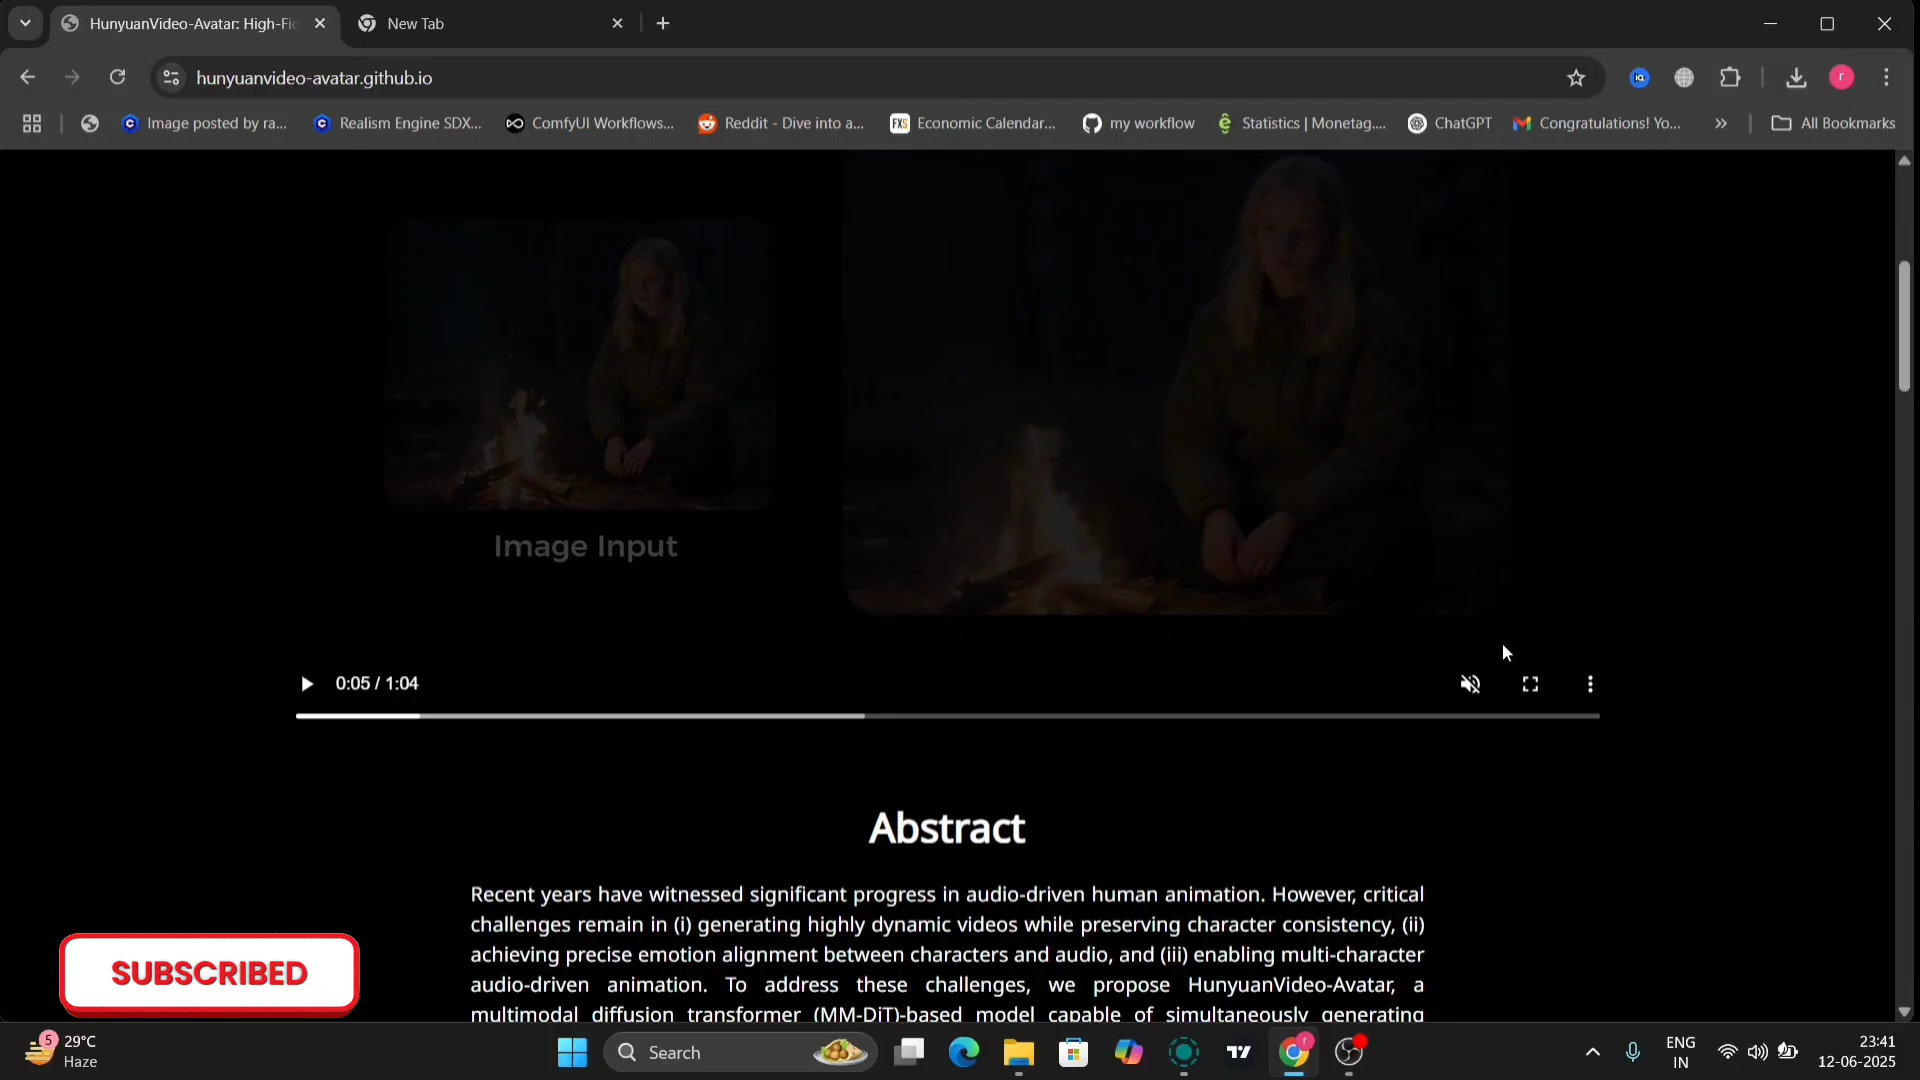 HunyuanVideo-Avatar: High-Fi
New Tab
hunyuanvideo-avatar.github.io
Image posted by ra...
Realism Engine SDX...
ComfyUI Workflows...
Reddit - Dive into a...
FXS
Economic Calendar...
my workflow
Statistics | Monetag....
ChatGPT
Congratulations! Yo...
All Bookmarks
Image Input
0:05 / 1:04
Abstract
Recent years have witnessed significant progress in audio-driven human animation. However, critical
challenges remain in (i) generating highly dynamic videos while preserving character consistency, (ii)
achieving precise emotion alignment between characters and audio, and (iii) enabling multi-character
audio-driven animation. To address these challenges, we propose HunyuanVideo-Avatar, a
multimodal diffusion transformer (MM-DiT)-based model capable of simultaneously generating
SUBSCRIBED
5
29°C
Haze
Search
ENG
IN
23:41
12-06-2025